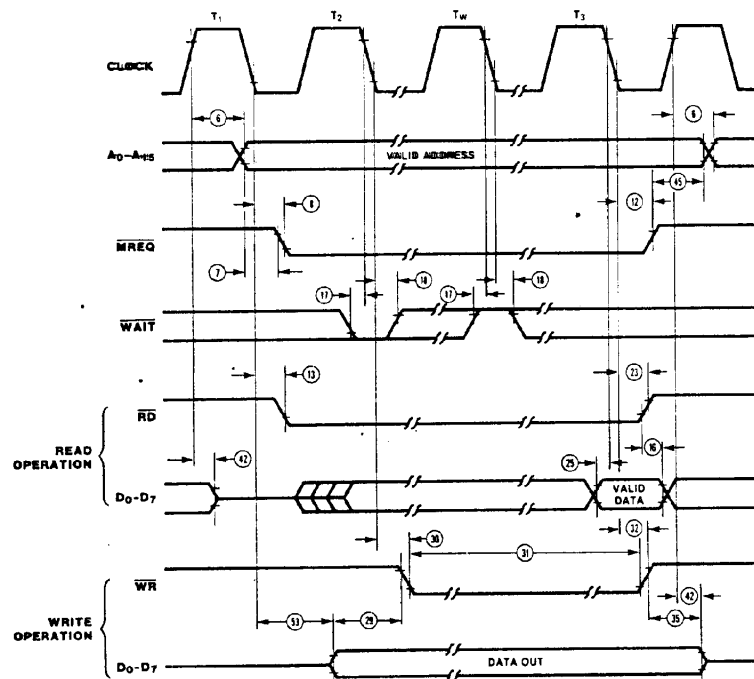 T1 T2 TW T3
CLOCK
6 6
A0-A15 VALID ADDRESS
45
8 12
MREQ
7
17 18 17 18
WAIT
13 23
RD
READ OPERATION
16
42 25
D0-D7 VALID DATA
32
30 31
WR
42
WRITE OPERATION
53 29 35
D0-D7 DATA OUT